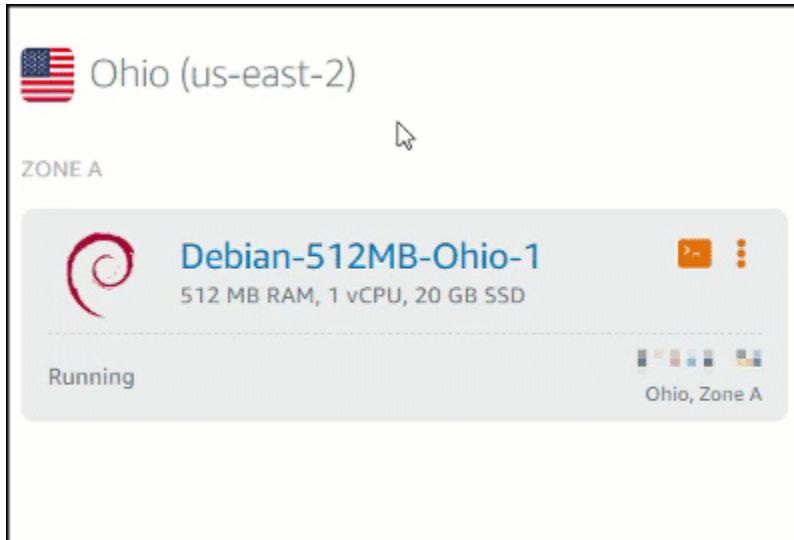 Ohio (us-east-2)
ZONE A
Debian-512MB-Ohio-1
512 MB RAM, 1 vCPU, 20 GB SSD
Running
Ohio, Zone A